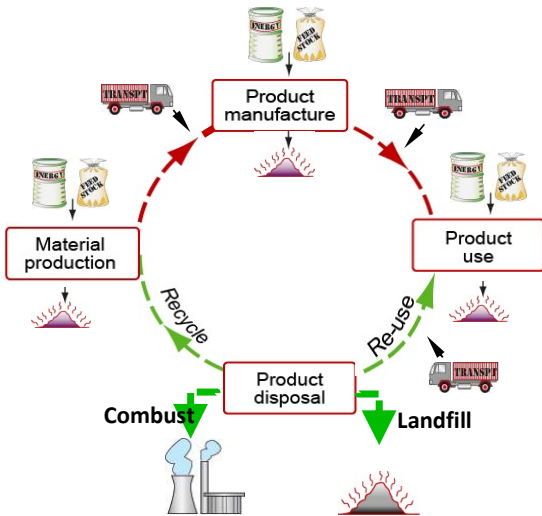 ENERGY
FEED
STOCK
TRANSPT
Product
manufacture
TRANSPT
ENERGY
FEED
STOCK
ENERGY
FEED
STOCK
Material
production
Product
use
Recycle
Re-use
Product
disposal
TRANSPT
Combust
Landfill